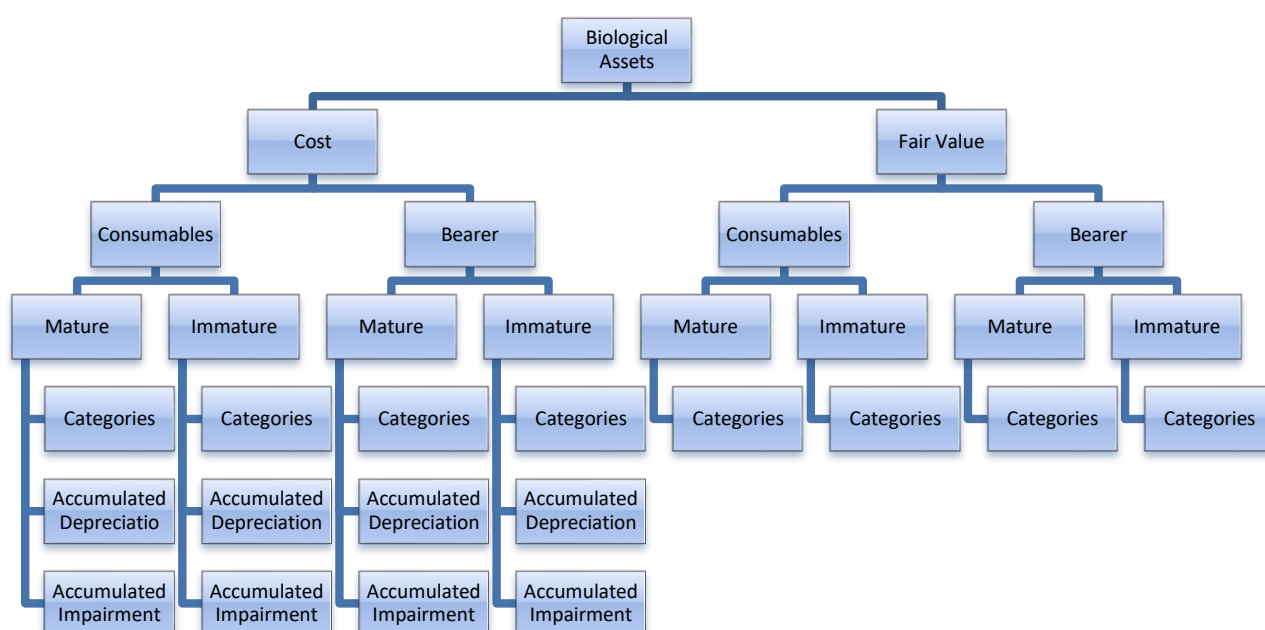 Biological
Assets
Cost
Fair Value
Consumables
Bearer
Consumables
Bearer
Mature
Immature
Mature
Immature
Mature
Immature
Mature
Immature
Categories
Categories
Categories
Categories
Categories
Categories
Categories
Categories
Accumulated
Depreciatio
Accumulated
Depreciation
Accumulated
Depreciation
Accumulated
Depreciation
Accumulated
Impairment
Accumulated
Impairment
Accumulated
Impairment
Accumulated
Impairment